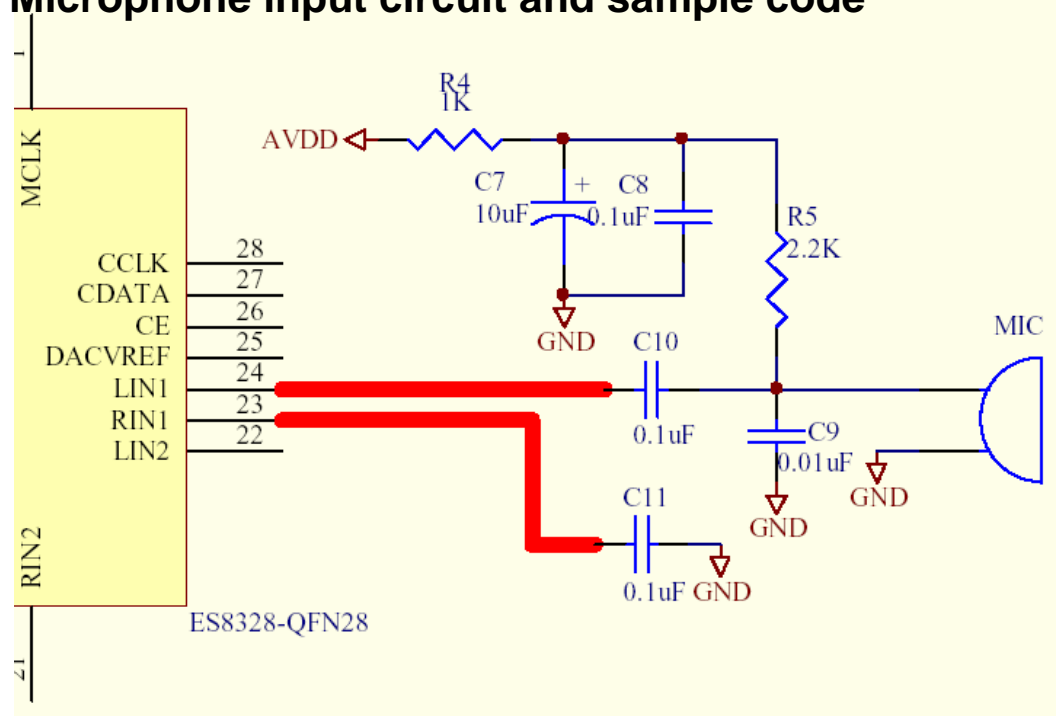 Microphone input circuit and sample code
R4
1K
AVDD
MCLK
C7
10uF
+
C8
0.1uF
R5
2.2K
CCLK
28
CDATA
27
CE
26
DACVREF
25
LIN1
24
RIN1
23
LIN2
22
GND
C10
0.1uF
MIC
C9
0.01uF
GND
GND
C11
0.1uF
GND
RIN2
ES8328-QFN28
21